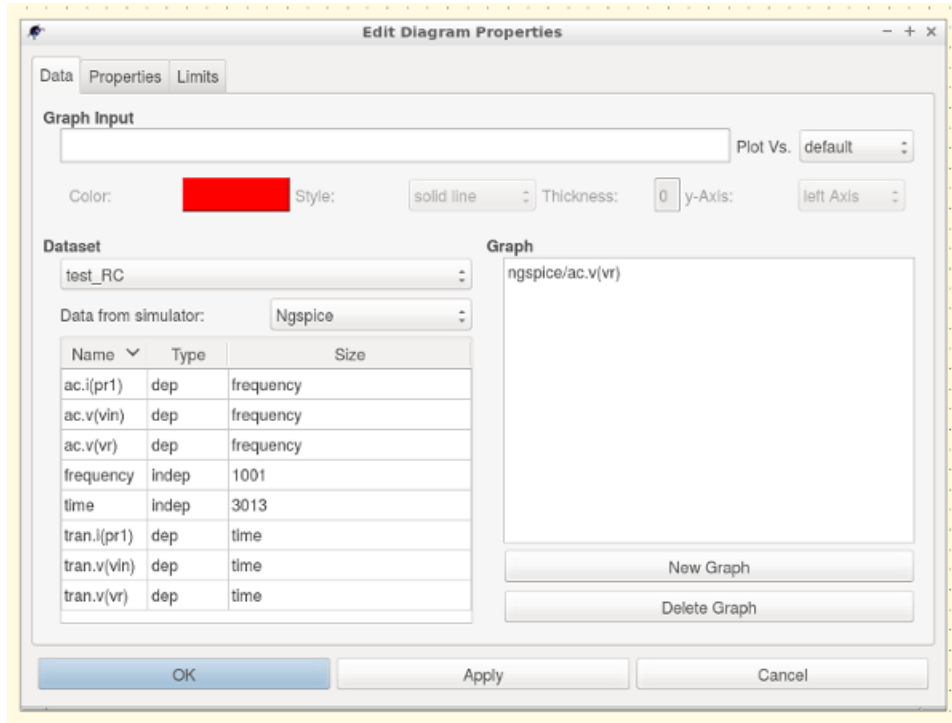 Edit Diagram Properties
Data Properties Limits
Graph Input
Plot Vs. default
Color: Style: solid line Thickness: 0 y-Axis: left Axis
Dataset
test_RC
Data from simulator: Ngspice
Name Type Size
ac.i(pr1) dep frequency
ac.v(vin) dep frequency
ac.v(vr) dep frequency
frequency indep 1001
time indep 3013
tran.i(pr1) dep time
tran.v(vin) dep time
tran.v(vr) dep time
Graph
ngspice/ac.v(vr)
New Graph
Delete Graph
OK Apply Cancel